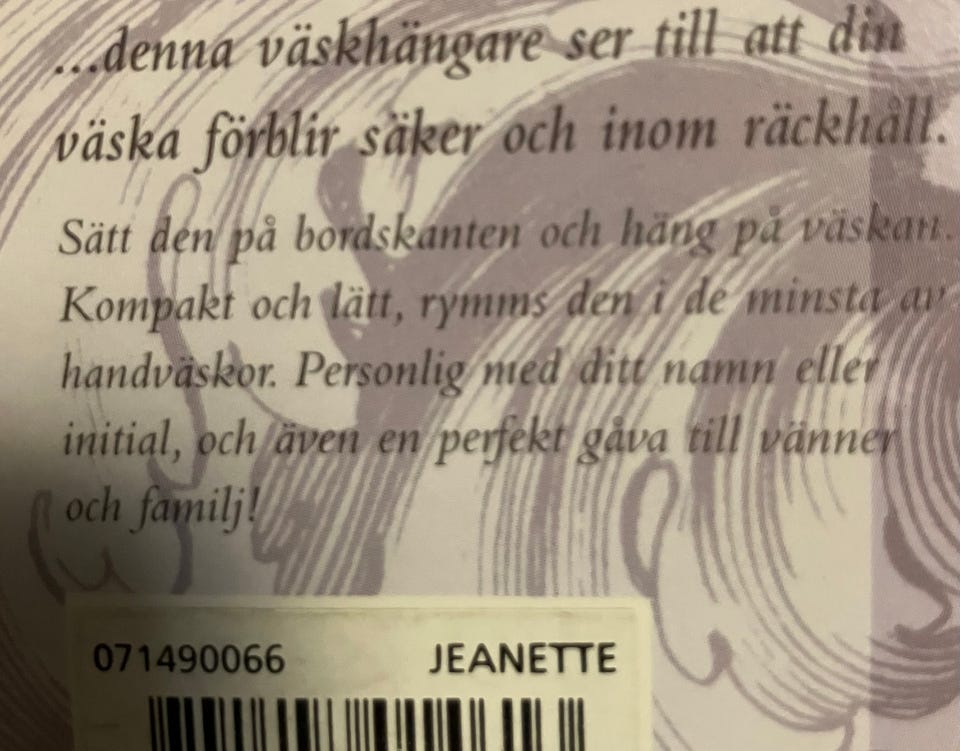 ...denna väskhängare ser till att din
väska förblir säker och inom räckhåll.
Sätt den på bordskanten och häng på väskan.
Kompakt och lätt, rymms den i de minsta av
handväskor. Personlig med ditt namn eller
initial, och även en perfekt gåva till vänner
och familj!
071490066 JEANETTE